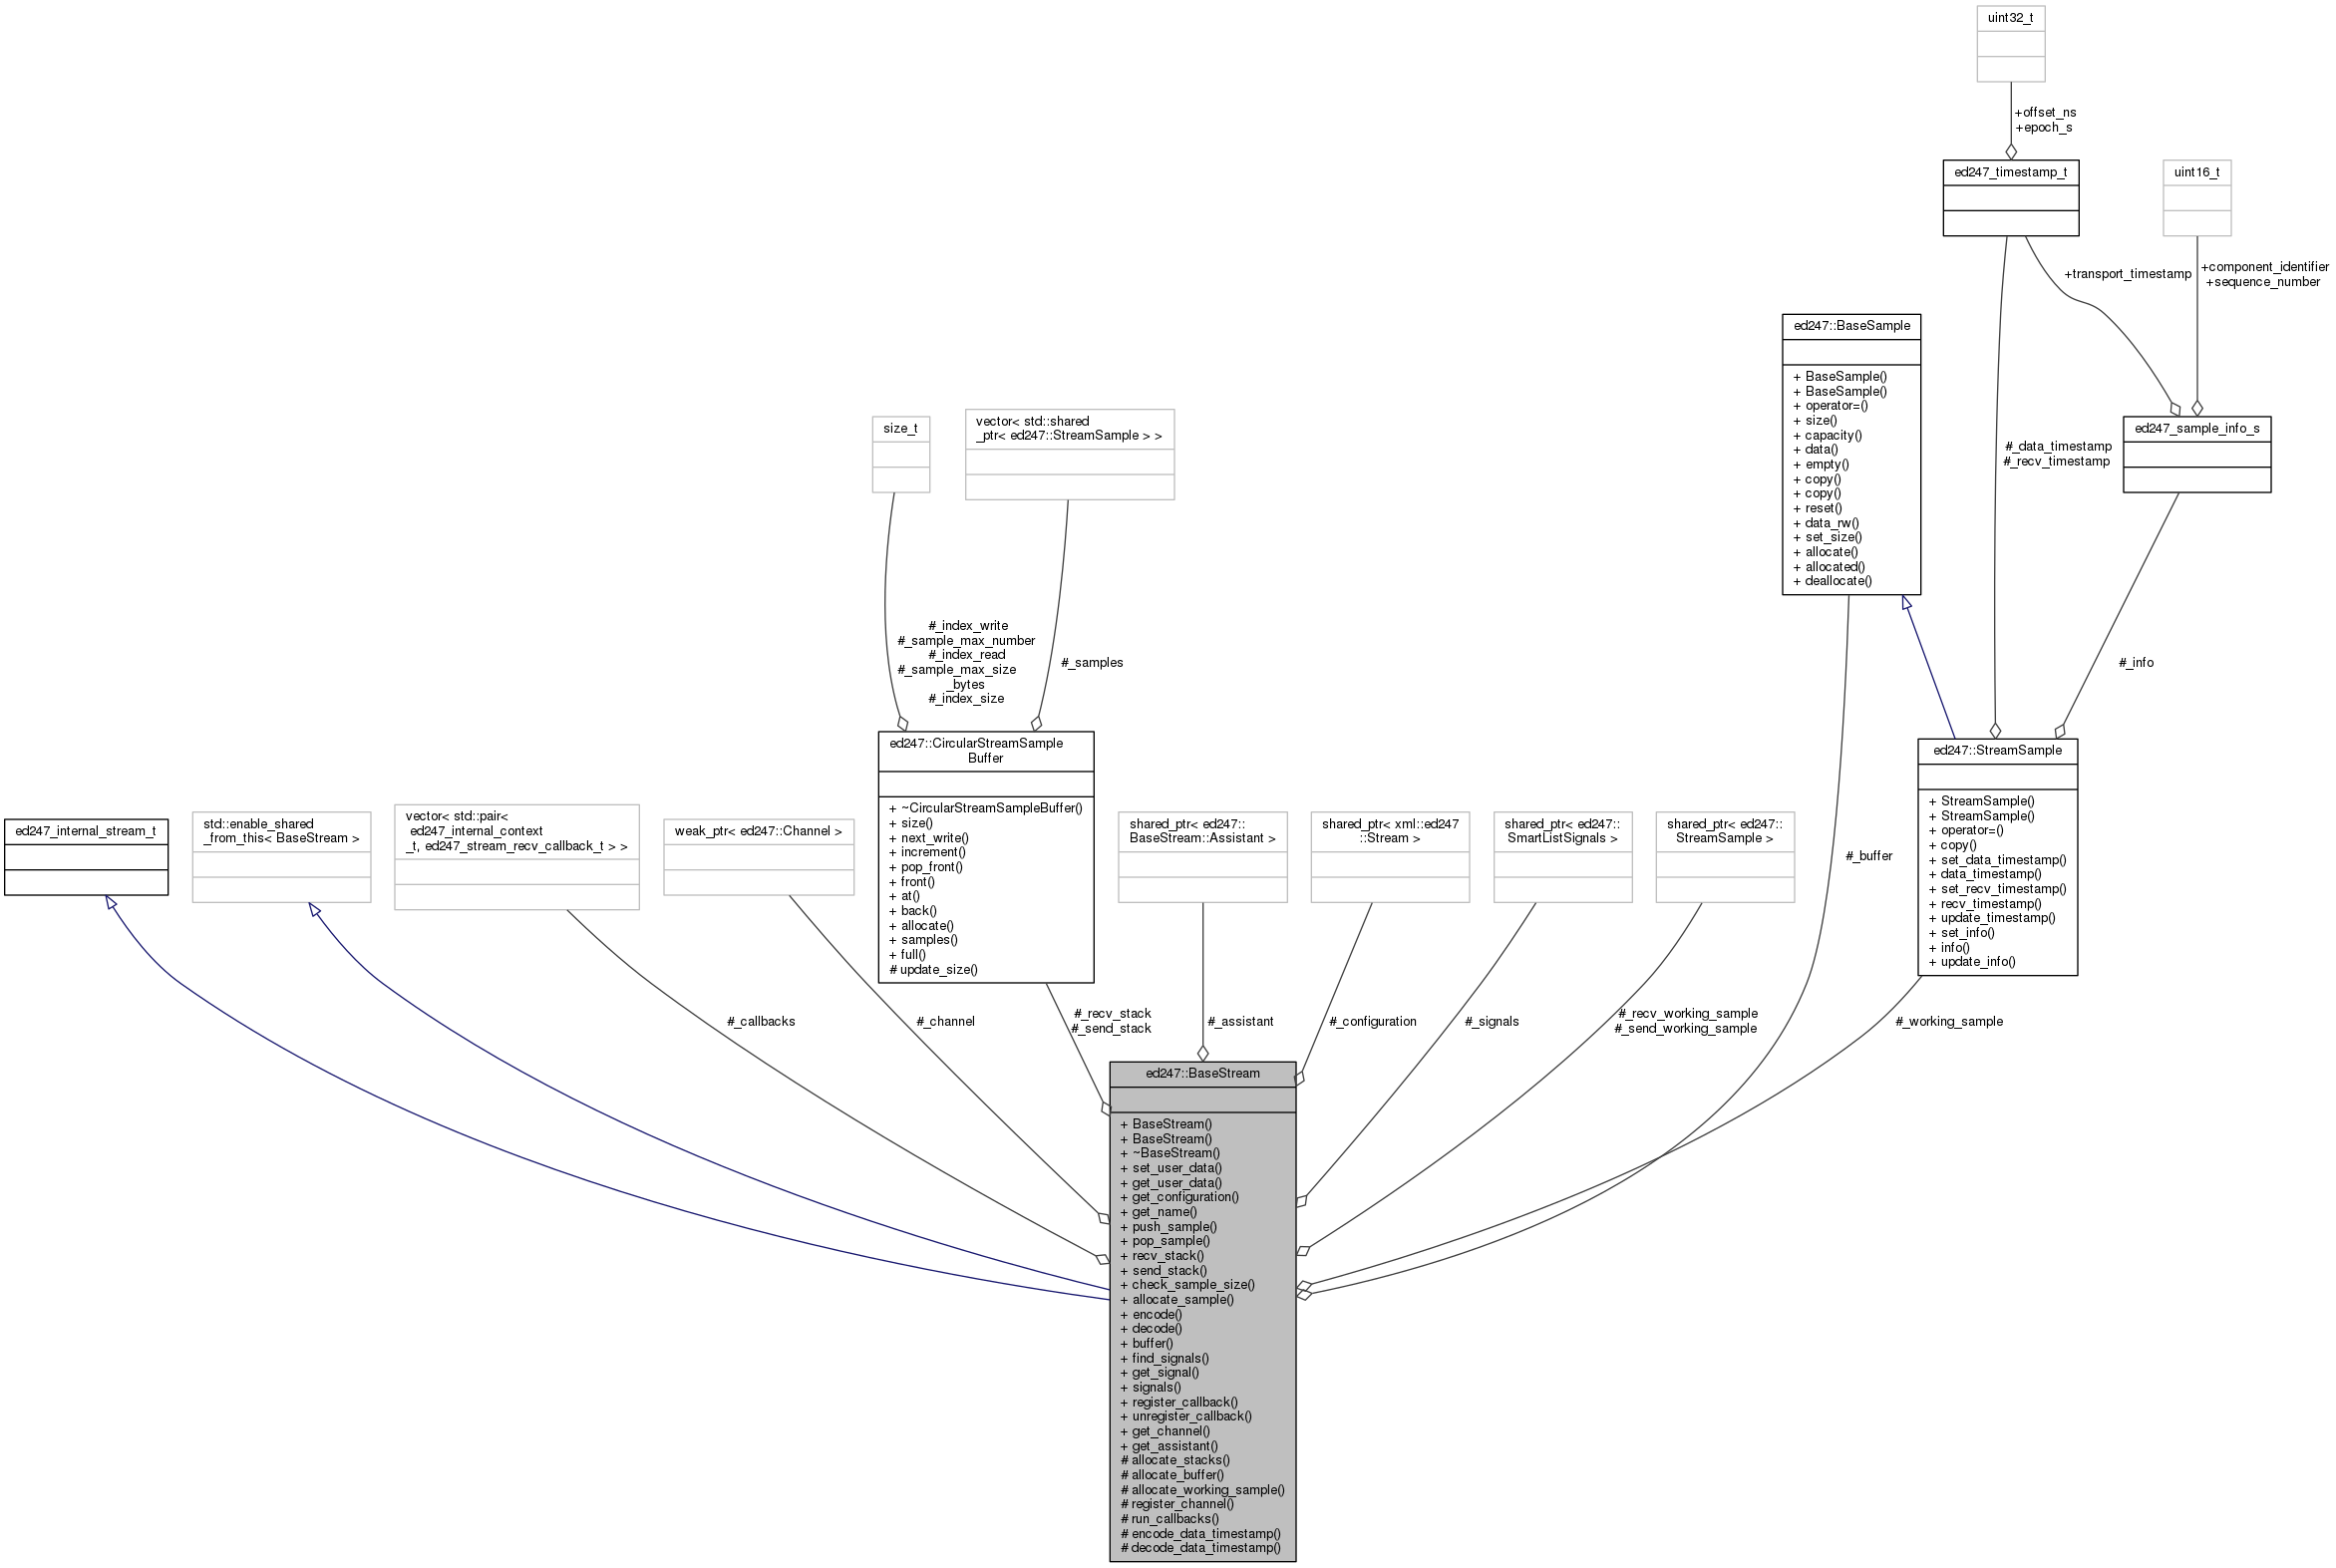 uint32_t
+offset_ns
+epoch_s
ed247_timestamp_t
uint16_t
+transport_timestamp
+component_identifier
+sequence_number
ed247::BaseSample
+ BaseSample()
+ BaseSample()
+ operator=()
+ size()
+ capacity()
+ data()
+ empty()
+ copy()
+ copy()
+ reset()
+ data_rw()
+ set_size()
+ allocate()
+ allocated()
+ deallocate()
#_data_timestamp
#_recv_timestamp
ed247_sample_info_s
size_t
vector< std::shared
_ptr< ed247::StreamSample > >
#_index_write
#_sample_max_number
#_index_read
#_sample_max_size
_bytes
#_index_size
#_samples
#_info
ed247::CircularStreamSample
Buffer
+ ~CircularStreamSampleBuffer()
+ size()
+ next_write()
+ increment()
+ pop_front()
+ front()
+ at()
+ back()
+ allocate()
+ samples()
+ full()
# update_size()
ed247::StreamSample
+ StreamSample()
+ StreamSample()
+ operator=()
+ copy()
+ set_data_timestamp()
+ data_timestamp()
+ set_recv_timestamp()
+ recv_timestamp()
+ update_timestamp()
+ set_info()
+ info()
+ update_info()
ed247_internal_stream_t
std::enable_shared
_from_this< BaseStream >
vector< std::pair<
ed247_internal_context
_t, ed247_stream_recv_callback_t > >
weak_ptr< ed247::Channel >
shared_ptr< ed247::
BaseStream::Assistant >
shared_ptr< xml::ed247
::Stream >
shared_ptr< ed247::
SmartListSignals >
shared_ptr< ed247::
StreamSample >
#_buffer
#_callbacks
#_channel
#_recv_stack
#_send_stack
#_assistant
#_configuration
#_signals
#_recv_working_sample
#_send_working_sample
#_working_sample
ed247::BaseStream
+ BaseStream()
+ BaseStream()
+ ~BaseStream()
+ set_user_data()
+ get_user_data()
+ get_configuration()
+ get_name()
+ push_sample()
+ pop_sample()
+ recv_stack()
+ send_stack()
+ check_sample_size()
+ allocate_sample()
+ encode()
+ decode()
+ buffer()
+ find_signals()
+ get_signal()
+ signals()
+ register_callback()
+ unregister_callback()
+ get_channel()
+ get_assistant()
# allocate_stacks()
# allocate_buffer()
# allocate_working_sample()
# register_channel()
# run_callbacks()
# encode_data_timestamp()
# decode_data_timestamp()